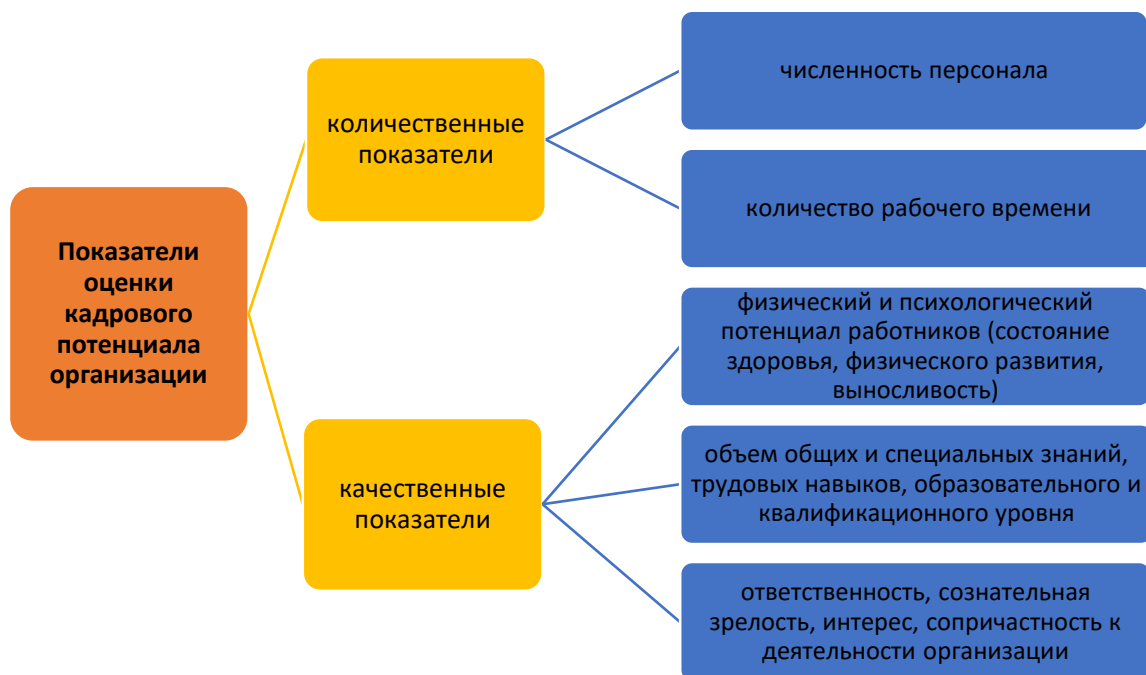 Показатели
оценки
кадрового
потенциала
организации
количественные
показатели
численность персонала
количество рабочего времени
качественные
показатели
физический и психологический
потенциал работников (состояние
здоровья, физического развития,
выносливость)
объем общих и специальных знаний,
трудовых навыков, образовательного и
квалификационного уровня
ответственность, сознательная
зрелость, интерес, сопричастность к
деятельности организации